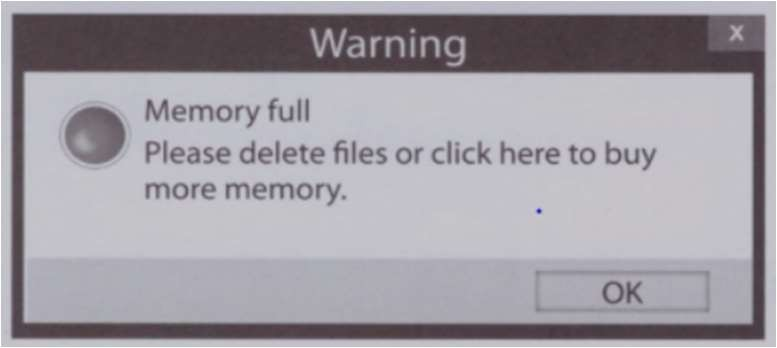 Warning
x
Memory full
Please delete files or click here to buy
more memory.
OK